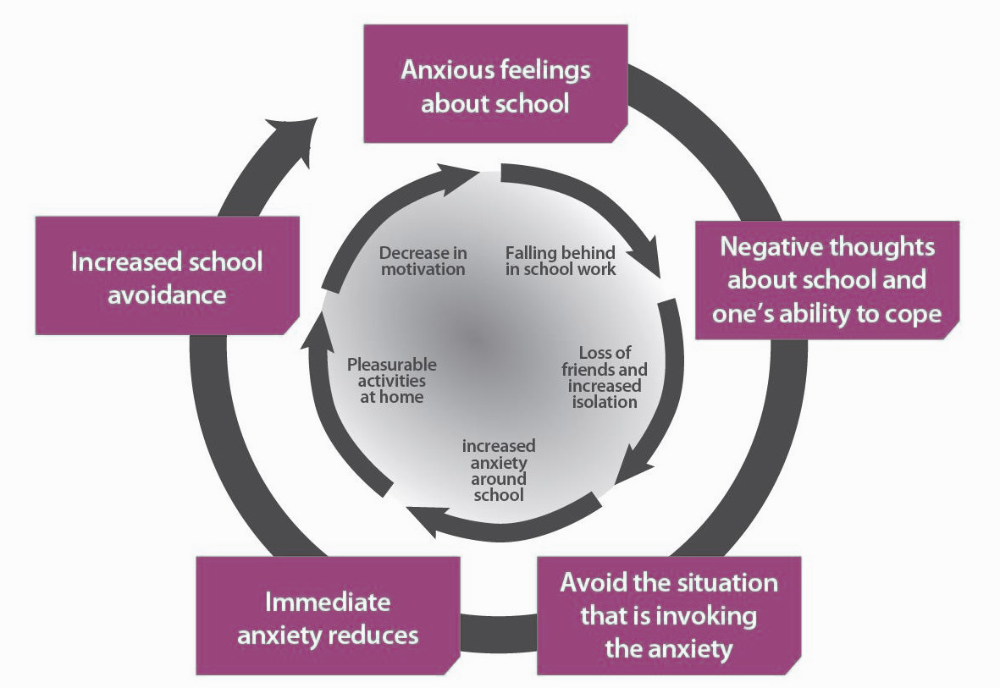 Anxious feelings
about school
Negative thoughts
about school and
one's ability to cope
Avoid the situation
that is invoking
the anxiety
Immediate
anxiety reduces
Increased school
avoidance
Falling behind
in school work
Loss of
friends and
increased
isolation
increased
anxiety
around
school
Pleasurable
activities
at home
Decrease in
motivation